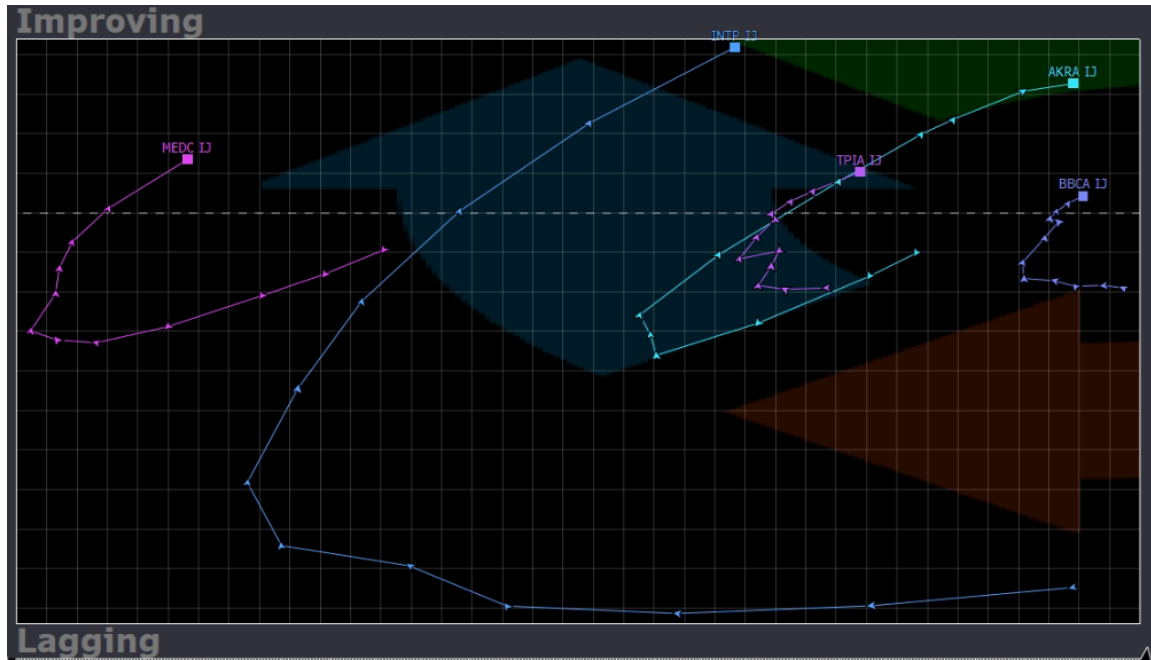 Improving
INTP IJ
AKRA IJ
MEDC IJ
TPIA IJ
BBCA IJ
Lagging